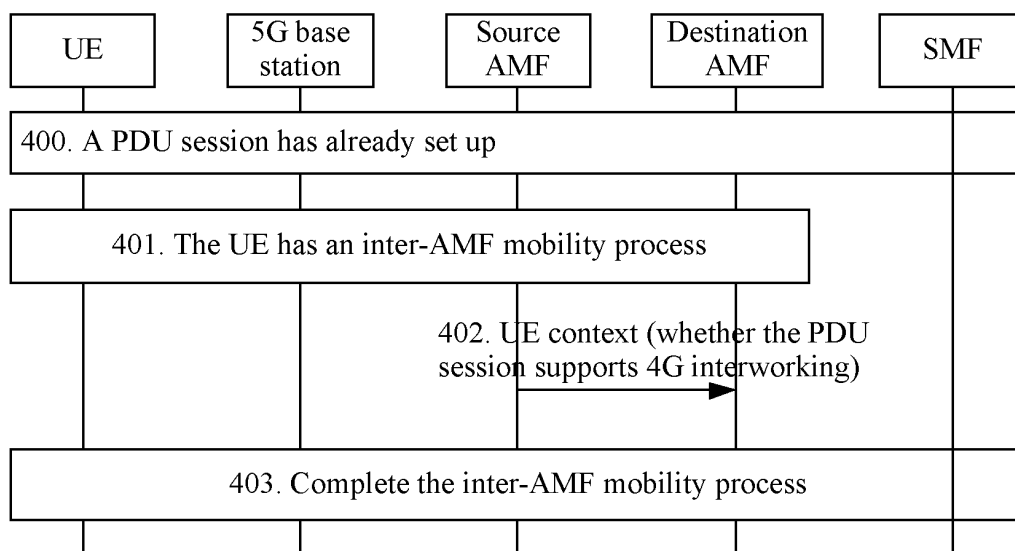 UE
5G base
station
Source
AMF
Destination
AMF
SMF
400. A PDU session has already set up
401. The UE has an inter-AMF mobility process
402. UE context (whether the PDU
session supports 4G interworking)
403. Complete the inter-AMF mobility process